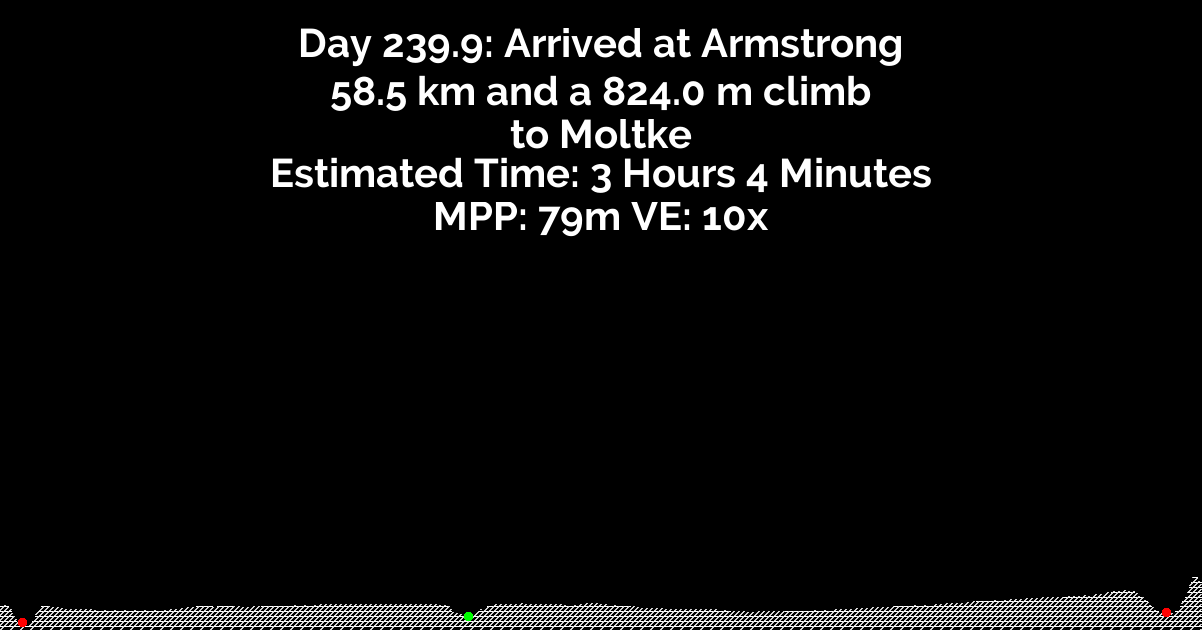 Day 239.9: Arrived at Armstrong
58.5 km and a 824.0 m climb
to Moltke
Estimated Time: 3 Hours 4 Minutes
MPP: 79m VE: 10x